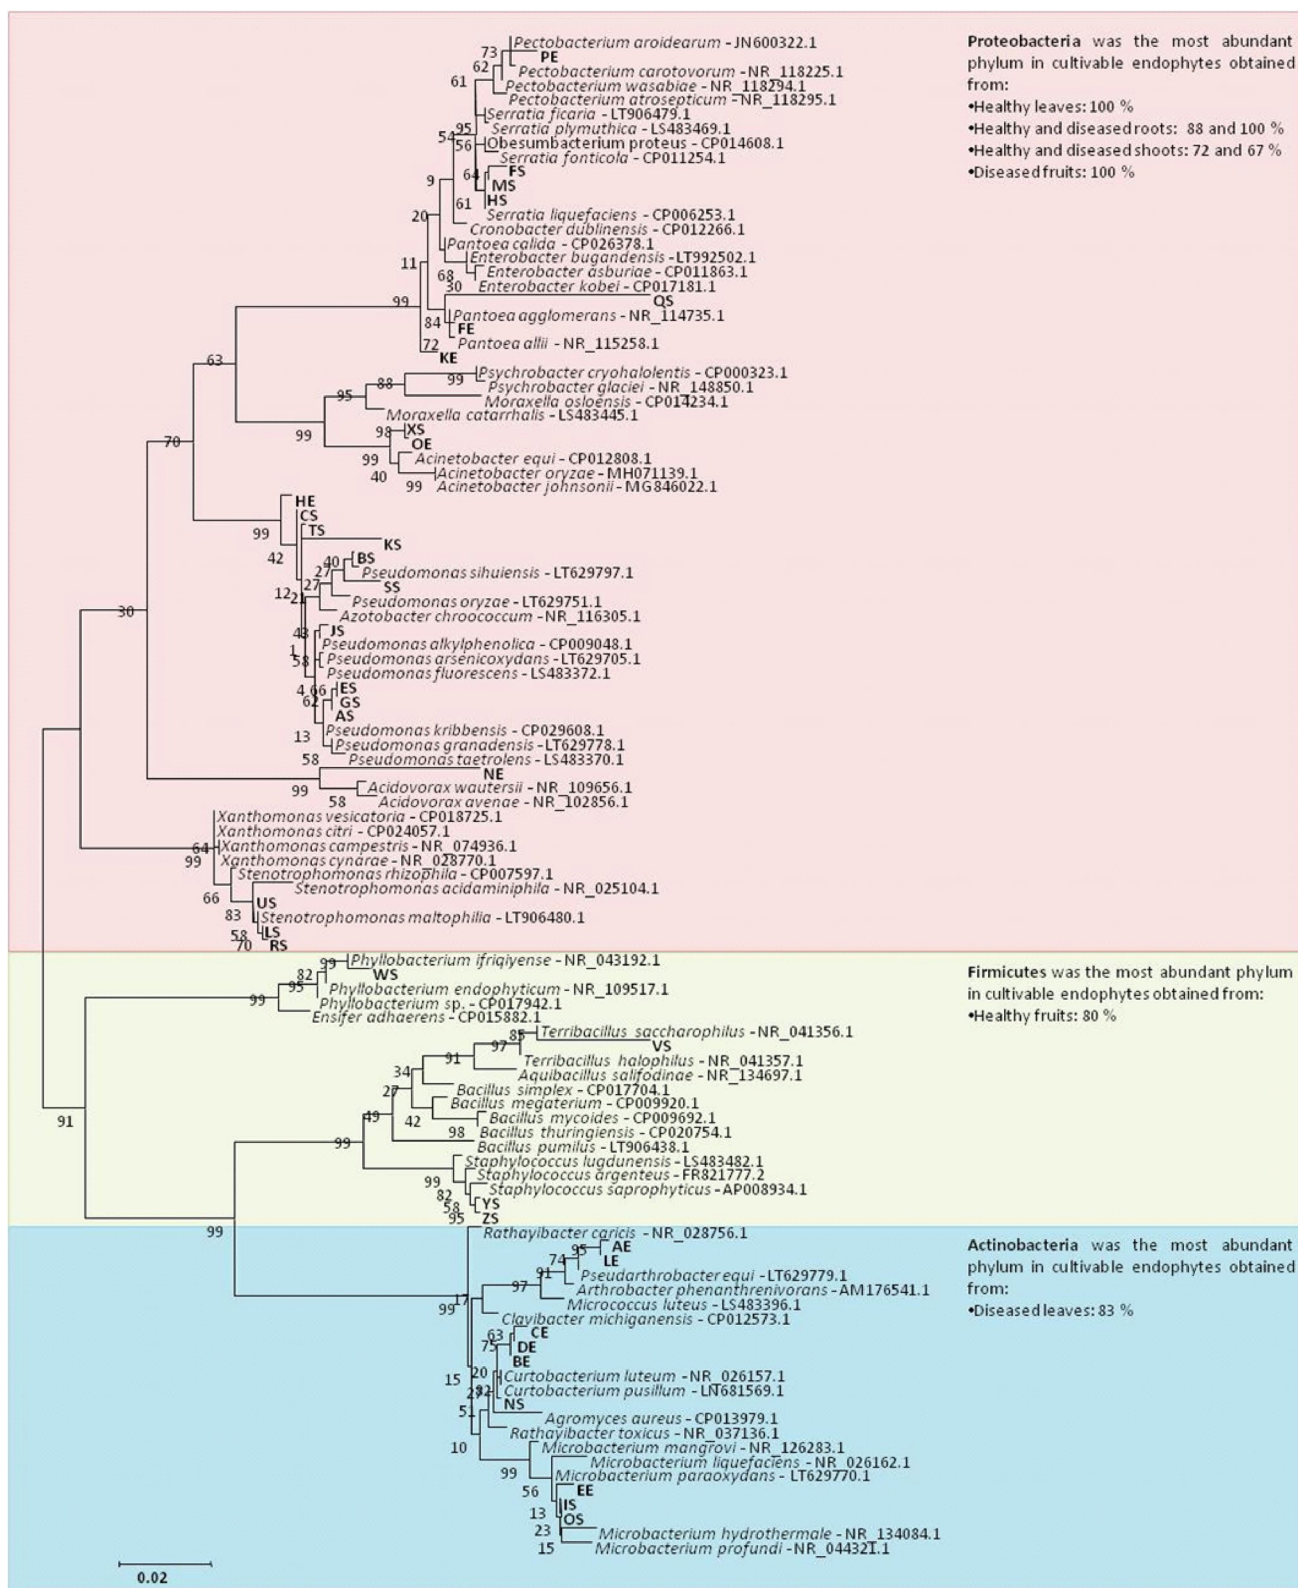 Pectobacterium aroidearum - JN600322.1
73
PE
62
Pectobacterium carotovorum - NR_118225.1
61
Pectobacterium wasabiae - NR_118294.1
Pectobacterium atrosepticum - NR_118295.1
Serratia ficaria - LT906479.1
95
Serratia plymuthica - LS483469.1
54
56
Obesumbacterium proteus - CP014608.1
Serratia fonticola - CP011254.1
64
FS
9
MS
61
HS
20
Serratia liquefaciens - CP006253.1
Cronobacter dublinensis - CP012266.1
Pantoea calida - CP026378.1
11
Enterobacter bugandensis - LT992502.1
68
Enterobacter asburiae - CP011863.1
30
Enterobacter kobei - CP017181.1
99
QS
84
Pantoea agglomerans - NR_114735.1
FE
72
Pantoea allii - NR_115258.1
63
KE
Psychrobacter cryohalolentis - CP000323.1
88
99
Psychrobacter glaciei - NR_148850.1
95
Moraxella osloensis - CP014234.1
Moraxella catarrhalis - LS483445.1
99
98
XS
70
OE
99
Acinetobacter equi - CP012808.1
40
Acinetobacter oryzae - MH071139.1
99
Acinetobacter johnsonii - MG846022.1
HE
CS
99
TS
42
KS
40
BS
27
Pseudomonas sihuiensis - LT629797.1
27
SS
12
21
Pseudomonas oryzae - LT629751.1
30
Azotobacter chroococcum - NR_116305.1
43
JS
1
Pseudomonas alkylphenolica - CP009048.1
58
Pseudomonas arsenicoxydans - LT629705.1
Pseudomonas fluorescens - LS483372.1
4
66
ES
62
GS
AS
13
Pseudomonas kribbensis - CP029608.1
Pseudomonas granadensis - LT629778.1
58
Pseudomonas taetrolens - LS483370.1
NE
99
Acidovorax wautersii - NR_109656.1
58
Acidovorax avenae - NR_102856.1
Xanthomonas vesicatoria - CP018725.1
Xanthomonas citri - CP024057.1
64
Xanthomonas campestris - NR_074936.1
99
Xanthomonas cynarae - NR_028770.1
Stenotrophomonas rhizophila - CP007597.1
Stenotrophomonas acidaminiphila - NR_025104.1
66
US
83
Stenotrophomonas maltophilia - LT906480.1
58
LS
70
RS
Proteobacteria was the most abundant
phylum in cultivable endophytes obtained
from:
•Healthy leaves: 100 %
•Healthy and diseased roots: 88 and 100 %
•Healthy and diseased shoots: 72 and 67 %
•Diseased fruits: 100 %
99
Phyllobacterium ifriqiyense - NR_043192.1
82
WS
95
Phyllobacterium endophyticum - NR_109517.1
99
Phyllobacterium sp. - CP017942.1
Ensifer adhaerens - CP015882.1
85
Terribacillus saccharophilus - NR_041356.1
97
VS
91
Terribacillus halophilus - NR_041357.1
34
Aquibacillus salifodinae - NR_134697.1
27
Bacillus simplex - CP017704.1
Bacillus megaterium - CP009920.1
49
42
Bacillus mycoides - CP009692.1
91
98
Bacillus thuringiensis - CP020754.1
99
Bacillus pumilus - LT906438.1
Staphylococcus lugdunensis - LS483482.1
99
Staphylococcus argenteus - FR821777.2
82
Staphylococcus saprophyticus - AP008934.1
58
YS
95
ZS
99
Firmicutes was the most abundant phylum
in cultivable endophytes obtained from:
•Healthy fruits: 80 %
Rathayibacter caricis - NR_028756.1
95
AE
74
LE
91
Pseudarthrobacter equi - LT629779.1
97
Arthrobacter phenanthrenivorans - AM176541.1
17
Micrococcus luteus - LS483396.1
99
Clavibacter michiganensis - CP012573.1
63
CE
75
DE
BE
15
20
Curtobacterium luteum - NR_026157.1
27
82
Curtobacterium pusillum - LN681569.1
51
NS
Agromyces aureus - CP013979.1
Rathayibacter toxicus - NR_037136.1
10
Microbacterium mangrovi - NR_126283.1
Microbacterium liquefaciens - NR_026162.1
99
Microbacterium paraoxydans - LT629770.1
56
EE
IS
13
OS
23
Microbacterium hydrothermale - NR_134084.1
15
Microbacterium profundi - NR_044321.1
Actinobacteria was the most abundant
phylum in cultivable endophytes obtained
from:
•Diseased leaves: 83 %
0.02